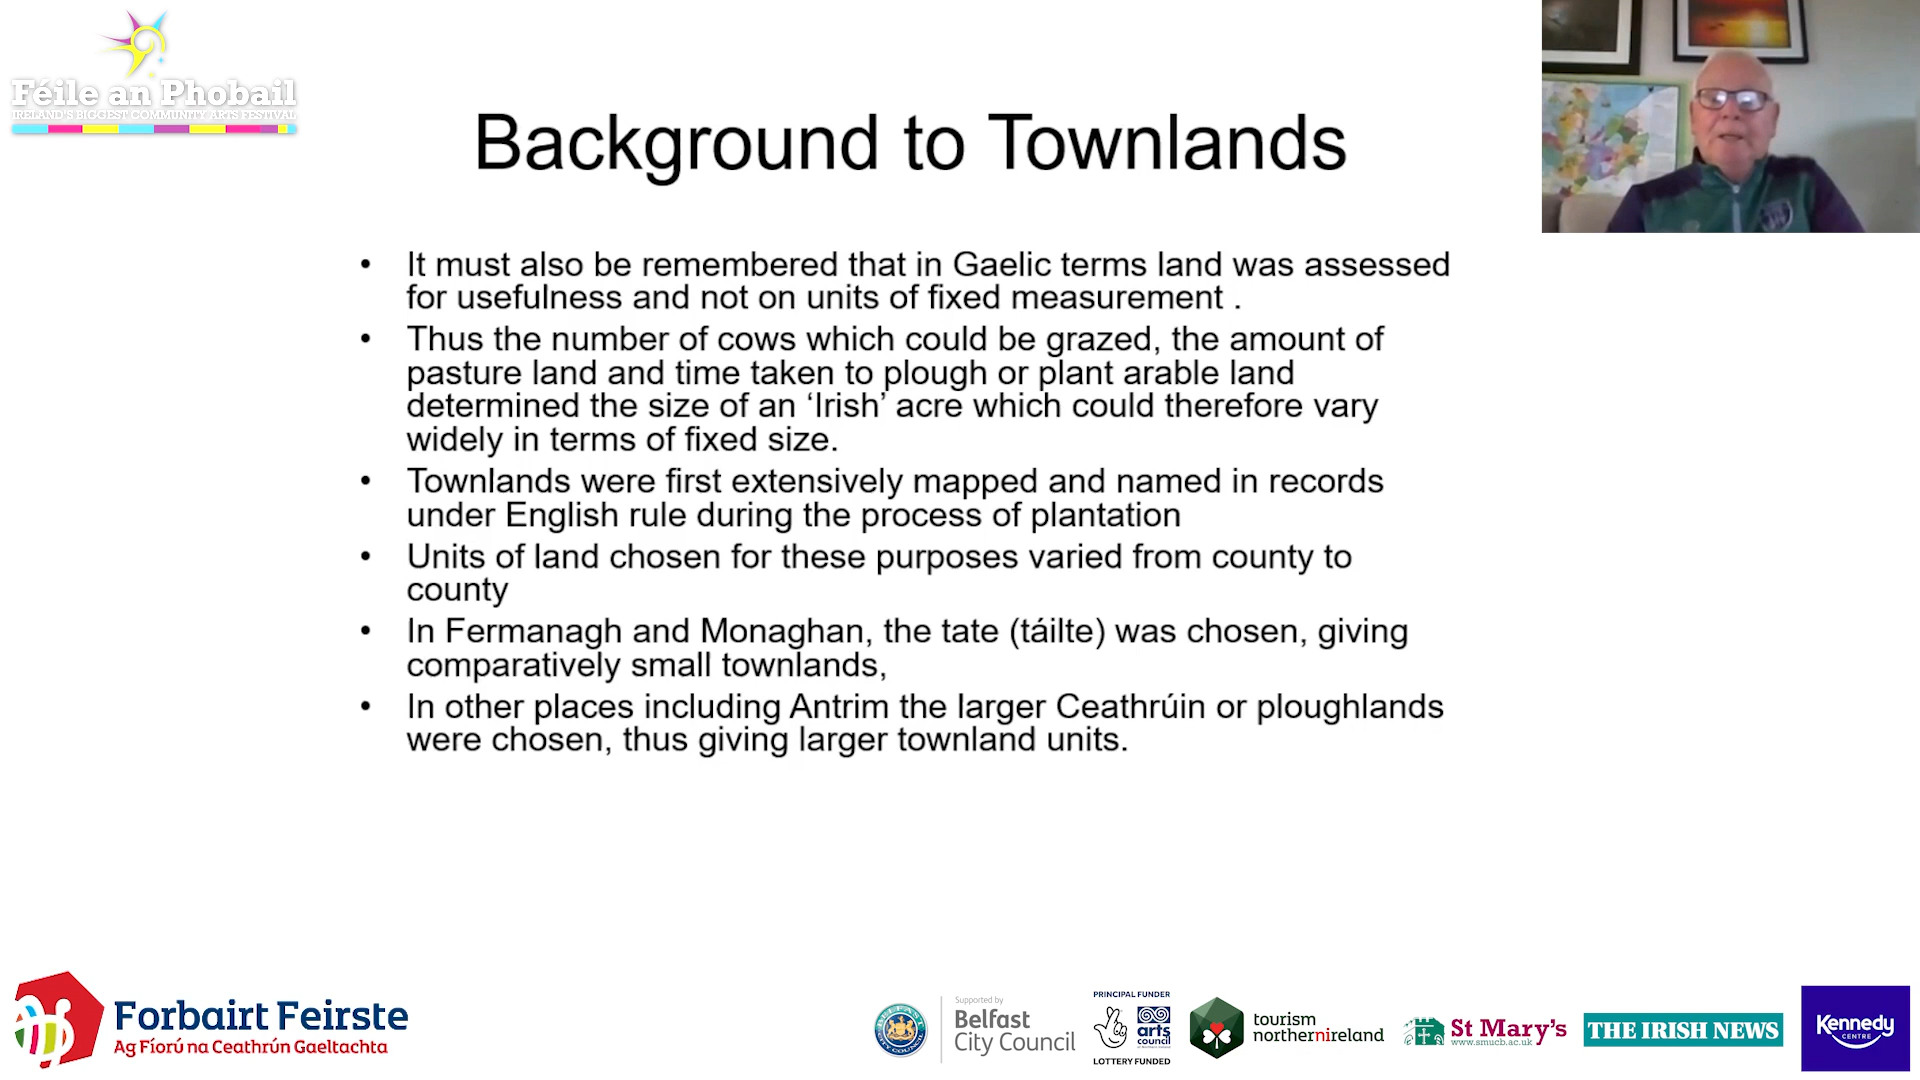 Féile an Phobail
IRELAND'S BIGGEST COMMUNITY ARTS FESTIVAL
Background to Townlands
• It must also be remembered that in Gaelic terms land was assessed
for usefulness and not on units of fixed measurement .
• Thus the number of cows which could be grazed, the amount of
pasture land and time taken to plough or plant arable land
determined the size of an ‘Irish’ acre which could therefore vary
widely in terms of fixed size.
• Townlands were first extensively mapped and named in records
under English rule during the process of plantation
• Units of land chosen for these purposes varied from county to
county
• In Fermanagh and Monaghan, the tate (táilte) was chosen, giving
comparatively small townlands,
• In other places including Antrim the larger Ceathrúin or ploughlands
were chosen, thus giving larger townland units.
Forbairt Feirste
Ag Fíorú na Ceathrún Gaeltachta
Supported by
Belfast
City Council
PRINCIPAL FUNDER
arts
council
LOTTERY FUNDED
tourism
northernireland
St Mary's
www.smucb.ac.uk
THE IRISH NEWS
Kennedy
CENTRE